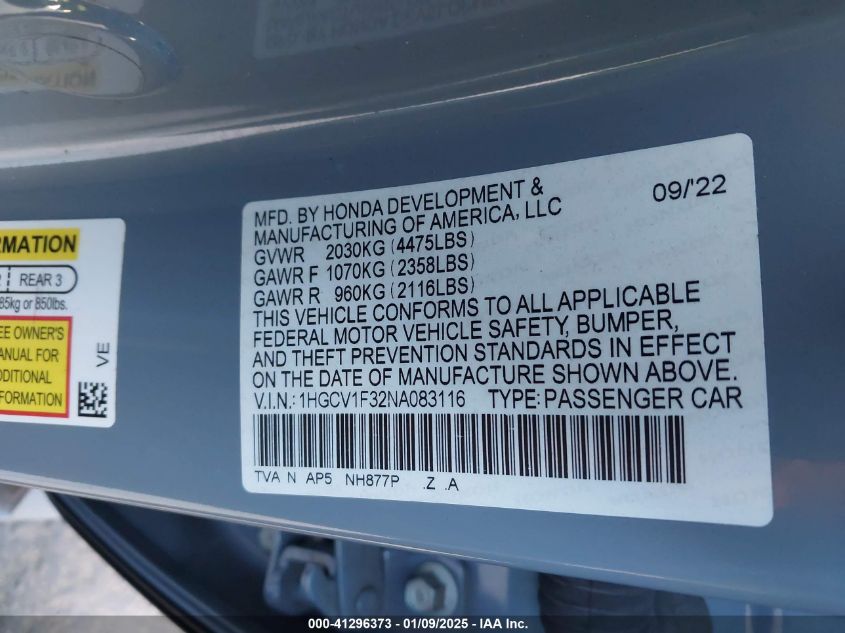 RMATION
REAR 3
85kg or 850lbs.
EE OWNER'S
ANUAL FOR
DDITIONAL
FORMATION
VE
MFD. BY HONDA DEVELOPMENT &
MANUFACTURING OF AMERICA, LLC
09/'22
GVWR 2030KG (4475LBS)
GAWR F 1070KG (2358LBS)
GAWR R 960KG (2116LBS)
THIS VEHICLE CONFORMS TO ALL APPLICABLE
FEDERAL MOTOR VEHICLE SAFETY, BUMPER,
AND THEFT PREVENTION STANDARDS IN EFFECT
ON THE DATE OF MANUFACTURE SHOWN ABOVE.
V.I.N.: 1HGCV1F32NA083116 TYPE: PASSENGER CAR
TVA N AP5 NH877P .Z .A
000-41296373 - 01/09/2025 - IAA Inc.